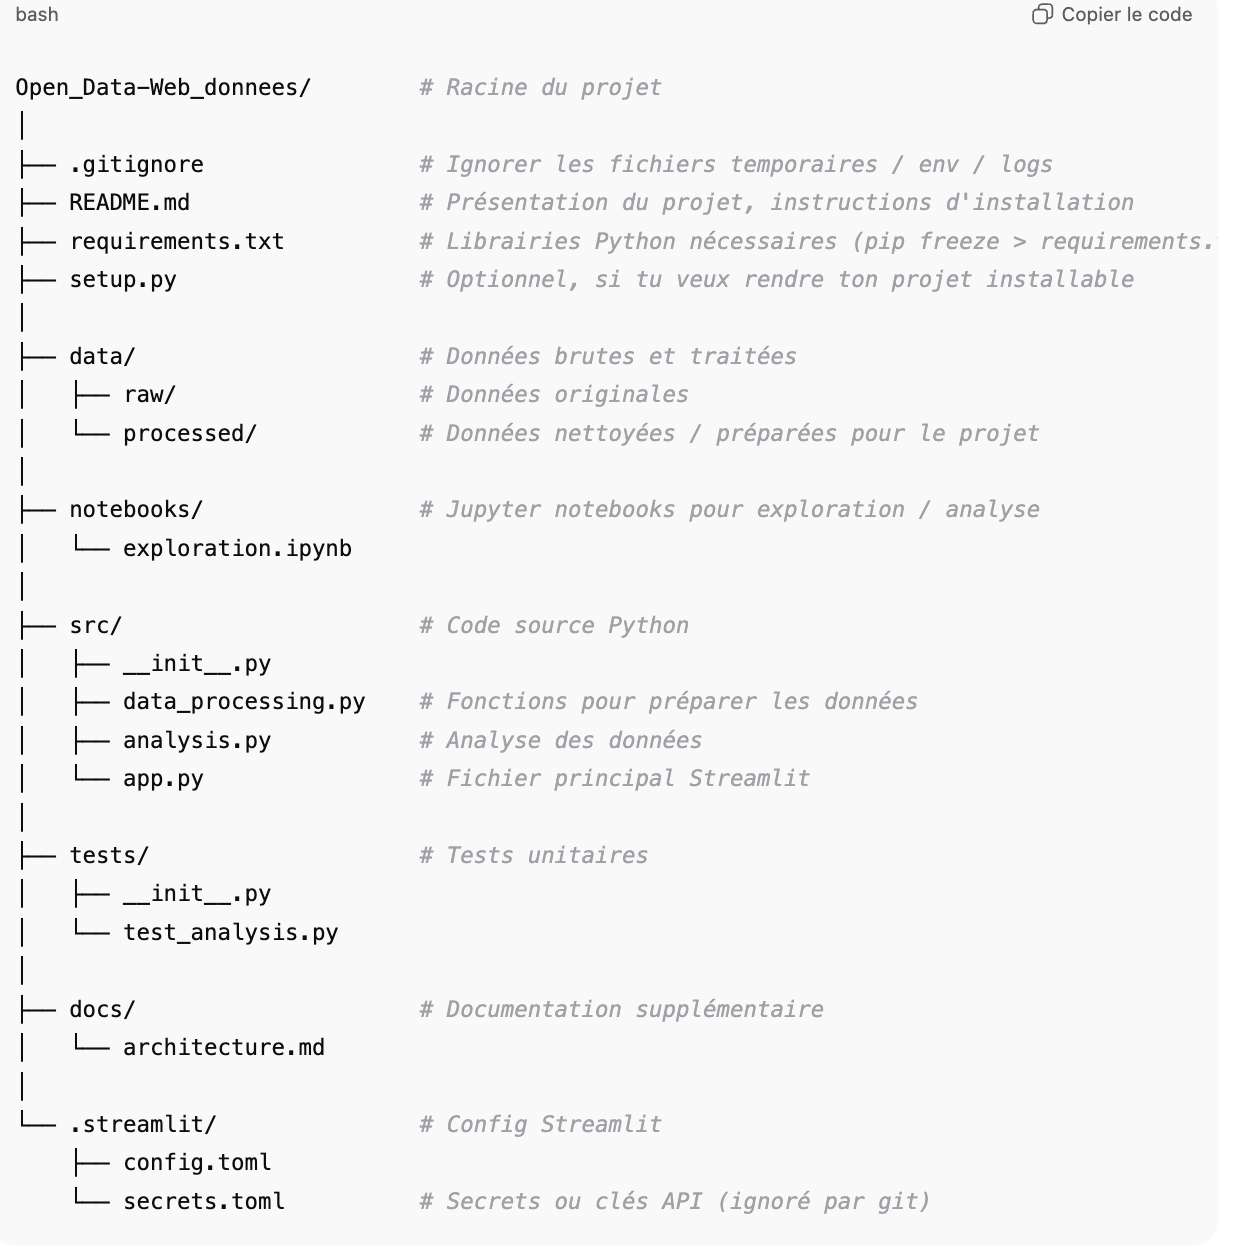 bash
Copier le code
Open_Data-Web_donnees/ # Racine du projet
│
├── .gitignore # Ignorer les fichiers temporaires / env / logs
├── README.md # Présentation du projet, instructions d'installation
├── requirements.txt # Librairies Python nécessaires (pip freeze > requirements.
├── setup.py # Optionnel, si tu veux rendre ton projet installable
│
├── data/ # Données brutes et traitées
│   ├── raw/ # Données originales
│   └── processed/ # Données nettoyées / préparées pour le projet
│
├── notebooks/ # Jupyter notebooks pour exploration / analyse
│   └── exploration.ipynb
│
├── src/ # Code source Python
│   ├── __init__.py
│   ├── data_processing.py # Fonctions pour préparer les données
│   ├── analysis.py # Analyse des données
│   └── app.py # Fichier principal Streamlit
│
├── tests/ # Tests unitaires
│   ├── __init__.py
│   └── test_analysis.py
│
├── docs/ # Documentation supplémentaire
│   └── architecture.md
│
└── .streamlit/ # Config Streamlit
    ├── config.toml
    └── secrets.toml # Secrets ou clés API (ignoré par git)